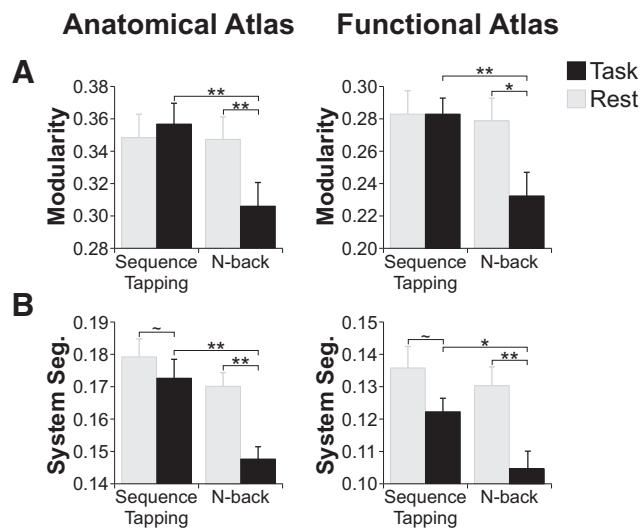 Anatomical Atlas Functional Atlas
Task
Rest
A
Modularity
0.38
0.36
0.34
0.32
0.30
0.28
**
**
Sequence Tapping
N-back
Modularity
0.30
0.28
0.26
0.24
0.22
0.20
**
*
Sequence Tapping
N-back
B
System Seg.
0.19
0.18
0.17
0.16
0.15
0.14
~
**
**
Sequence Tapping
N-back
System Seg.
0.15
0.14
0.13
0.12
0.11
0.10
~
*
**
Sequence Tapping
N-back